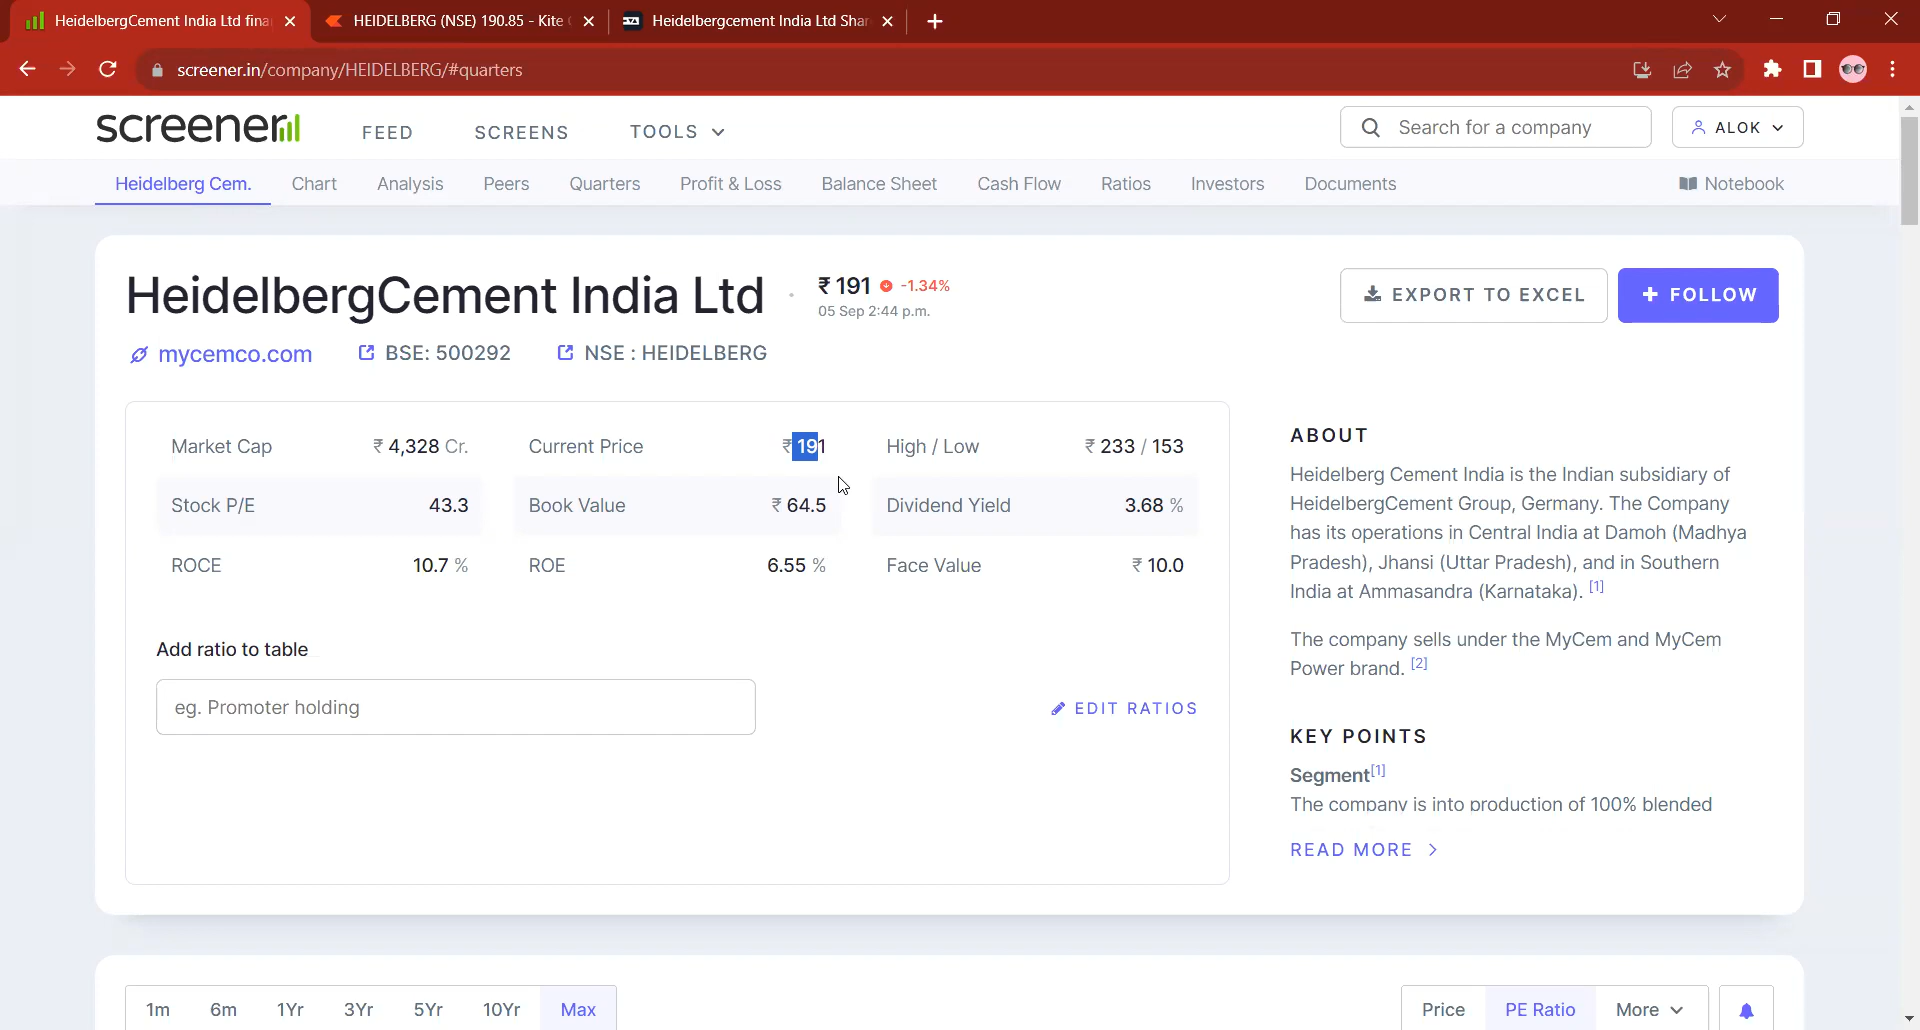 HeidelbergCement India Ltd fina
HEIDELBERG (NSE) 190.85 - Kite
Heidelbergcement India Ltd Shar
screener.in/company/HEIDELBERG/#quarters
screener
FEED SCREENS TOOLS
Search for a company
ALOK
Heidelberg Cem. Chart Analysis Peers Quarters Profit & Loss Balance Sheet Cash Flow Ratios Investors Documents Notebook
HeidelbergCement India Ltd
₹ 191 -1.34%
05 Sep 2:44 p.m.
EXPORT TO EXCEL
+ FOLLOW
mycemco.com BSE: 500292 NSE : HEIDELBERG
Market Cap ₹ 4,328 Cr. Current Price ₹ 191 High / Low ₹ 233 / 153
Stock P/E 43.3 Book Value ₹ 64.5 Dividend Yield 3.68 %
ROCE 10.7 % ROE 6.55 % Face Value ₹ 10.0
Add ratio to table
eg. Promoter holding
EDIT RATIOS
ABOUT
Heidelberg Cement India is the Indian subsidiary of
HeidelbergCement Group, Germany. The Company
has its operations in Central India at Damoh (Madhya
Pradesh), Jhansi (Uttar Pradesh), and in Southern
India at Ammasandra (Karnataka). [1]
The company sells under the MyCem and MyCem
Power brand. [2]
KEY POINTS
Segment[1]
The company is into production of 100% blended
READ MORE
1m 6m 1Yr 3Yr 5Yr 10Yr Max
Price PE Ratio More